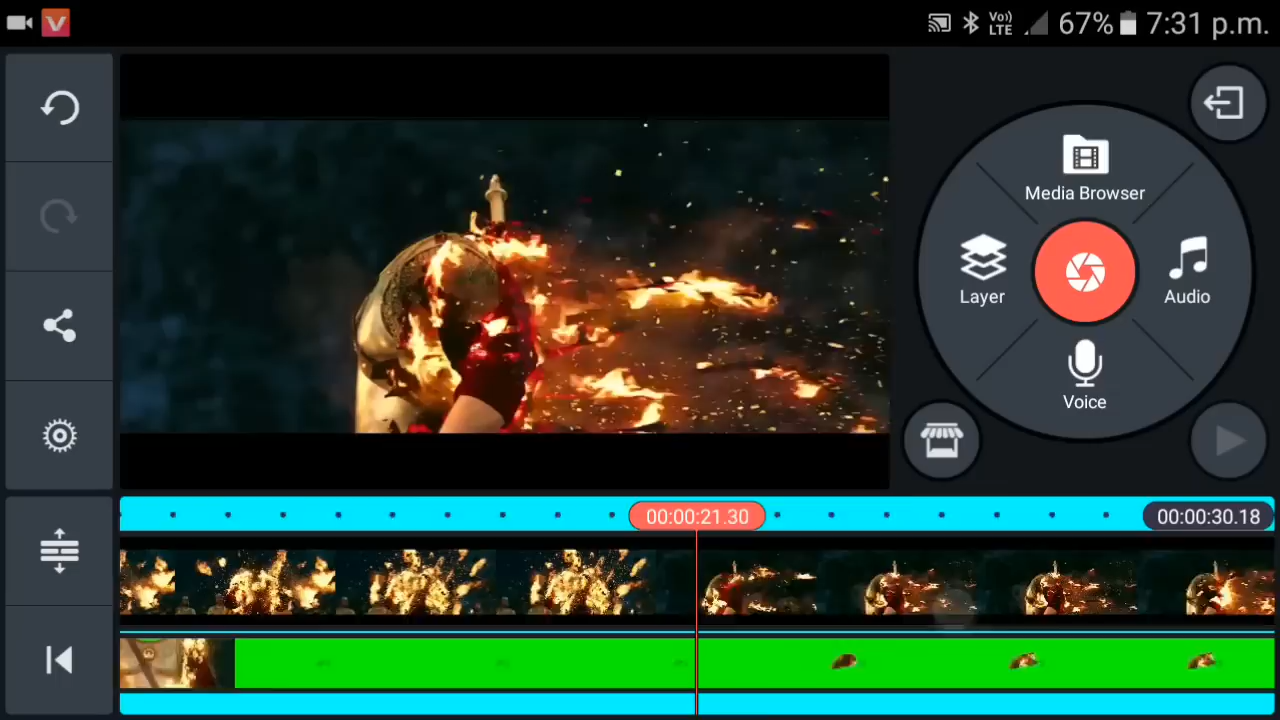 Vo)) LTE 67% 7:31 p.m.
Media Browser
Layer
Audio
Voice
00:00:21.30
00:00:30.18